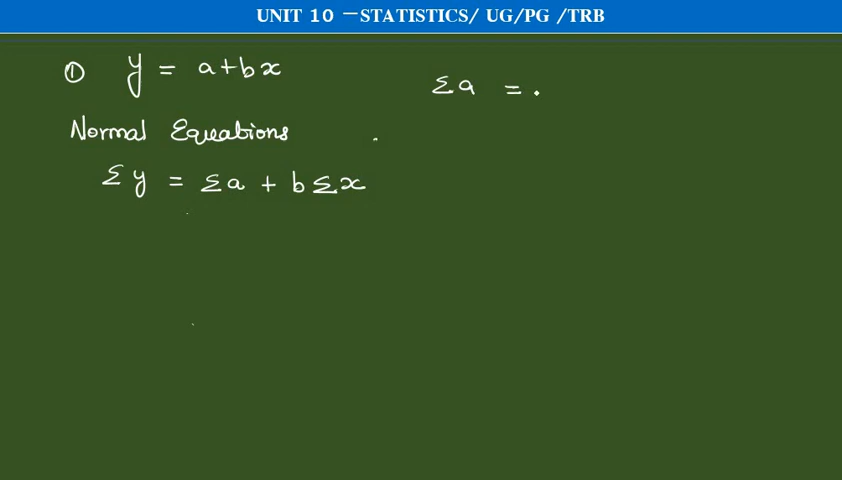 UNIT 10 —STATISTICS/ UG/PG /TRB
① y = a+bx
Σa = .
Normal Equations
Σy = Σa + bΣx